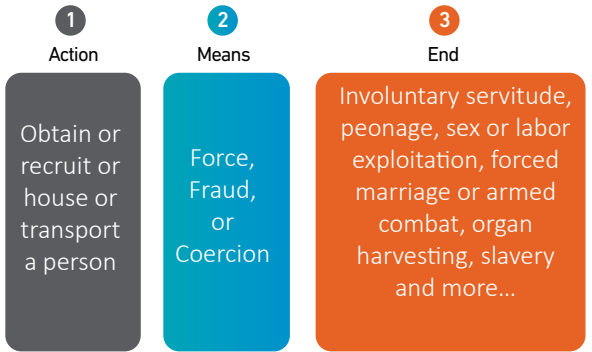 1
Action
Obtain or
recruit or
house or
transport
a person
2
Means
Force,
Fraud,
or
Coercion
3
End
Involuntary servitude,
peonage, sex or labor
exploitation, forced
marriage or armed
combat, organ
harvesting, slavery
and more...